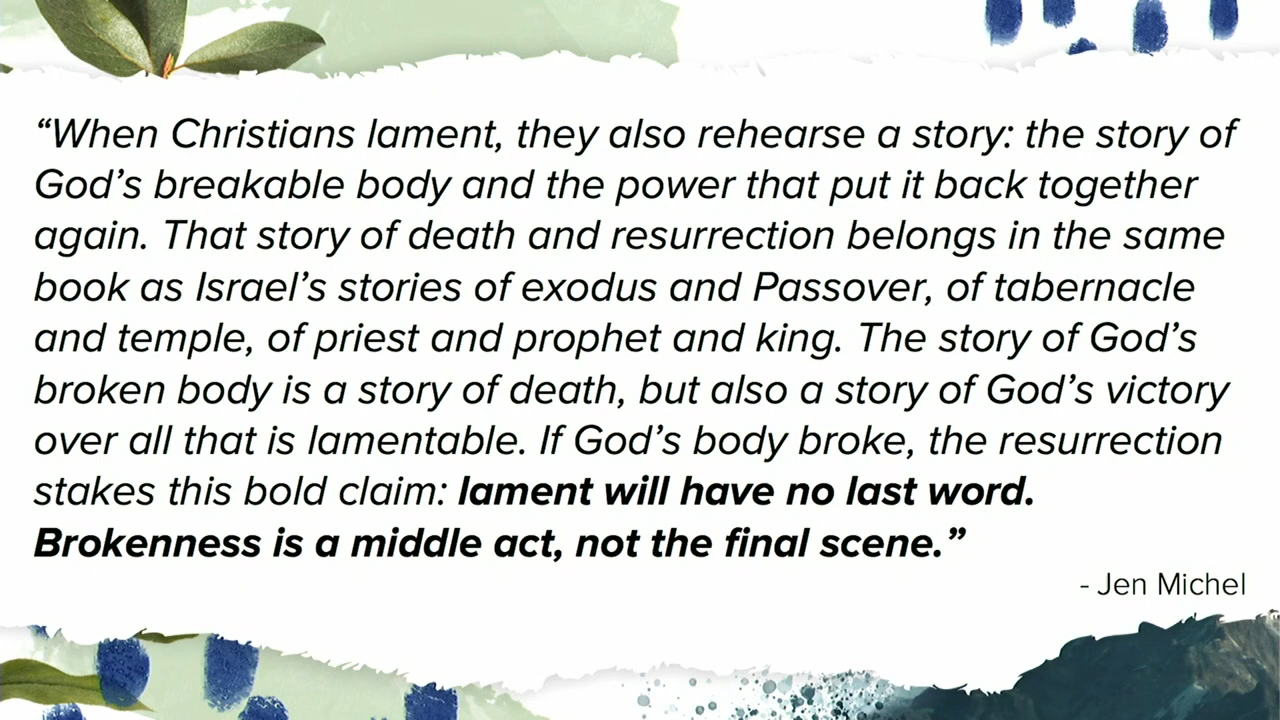 “When Christians lament, they also rehearse a story: the story of
God’s breakable body and the power that put it back together
again. That story of death and resurrection belongs in the same
book as Israel’s stories of exodus and Passover, of tabernacle
and temple, of priest and prophet and king. The story of God’s
broken body is a story of death, but also a story of God’s victory
over all that is lamentable. If God’s body broke, the resurrection
stakes this bold claim: lament will have no last word.
Brokenness is a middle act, not the final scene.”
- Jen Michel